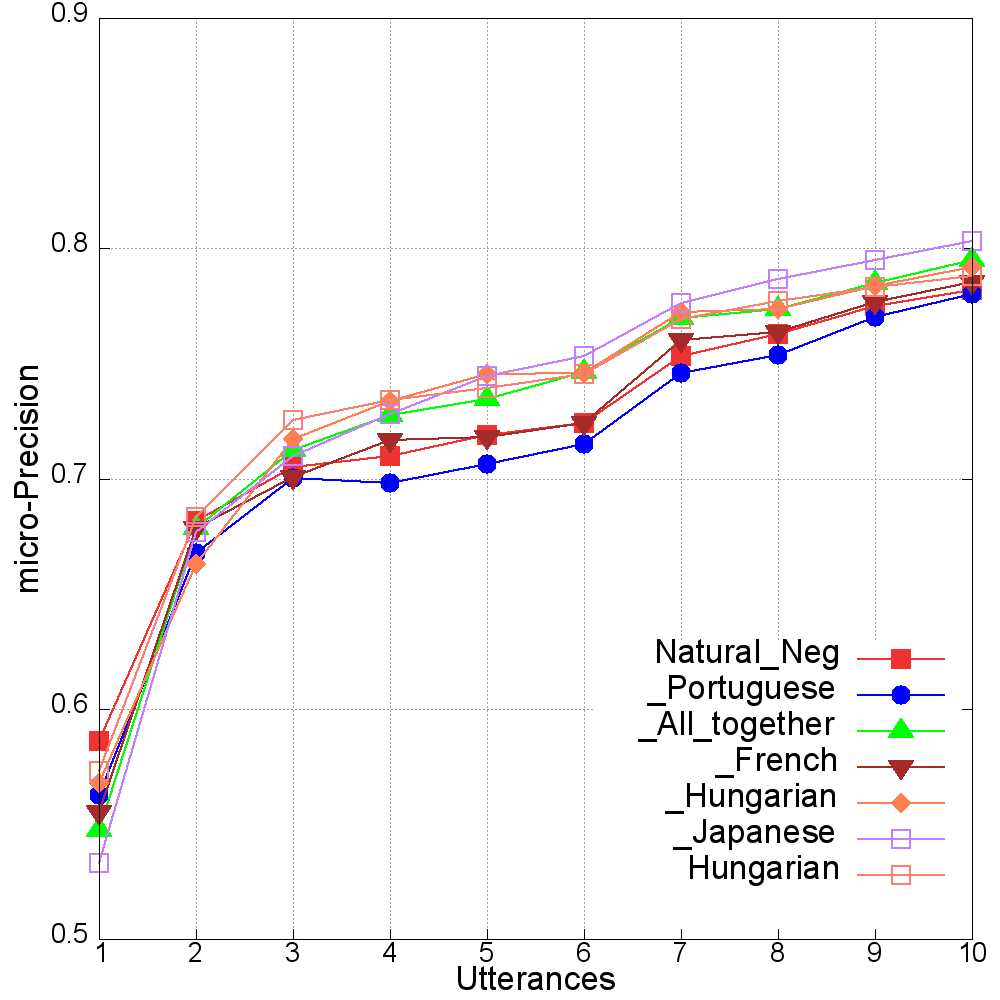 0.9
0.8
0.7
0.6
0.5
micro-Precision
Natural_Neg
_Portuguese
_All_together
_French
_Hungarian
_Japanese
Hungarian
1 2 3 4 5 6 7 8 9 10
Utterances